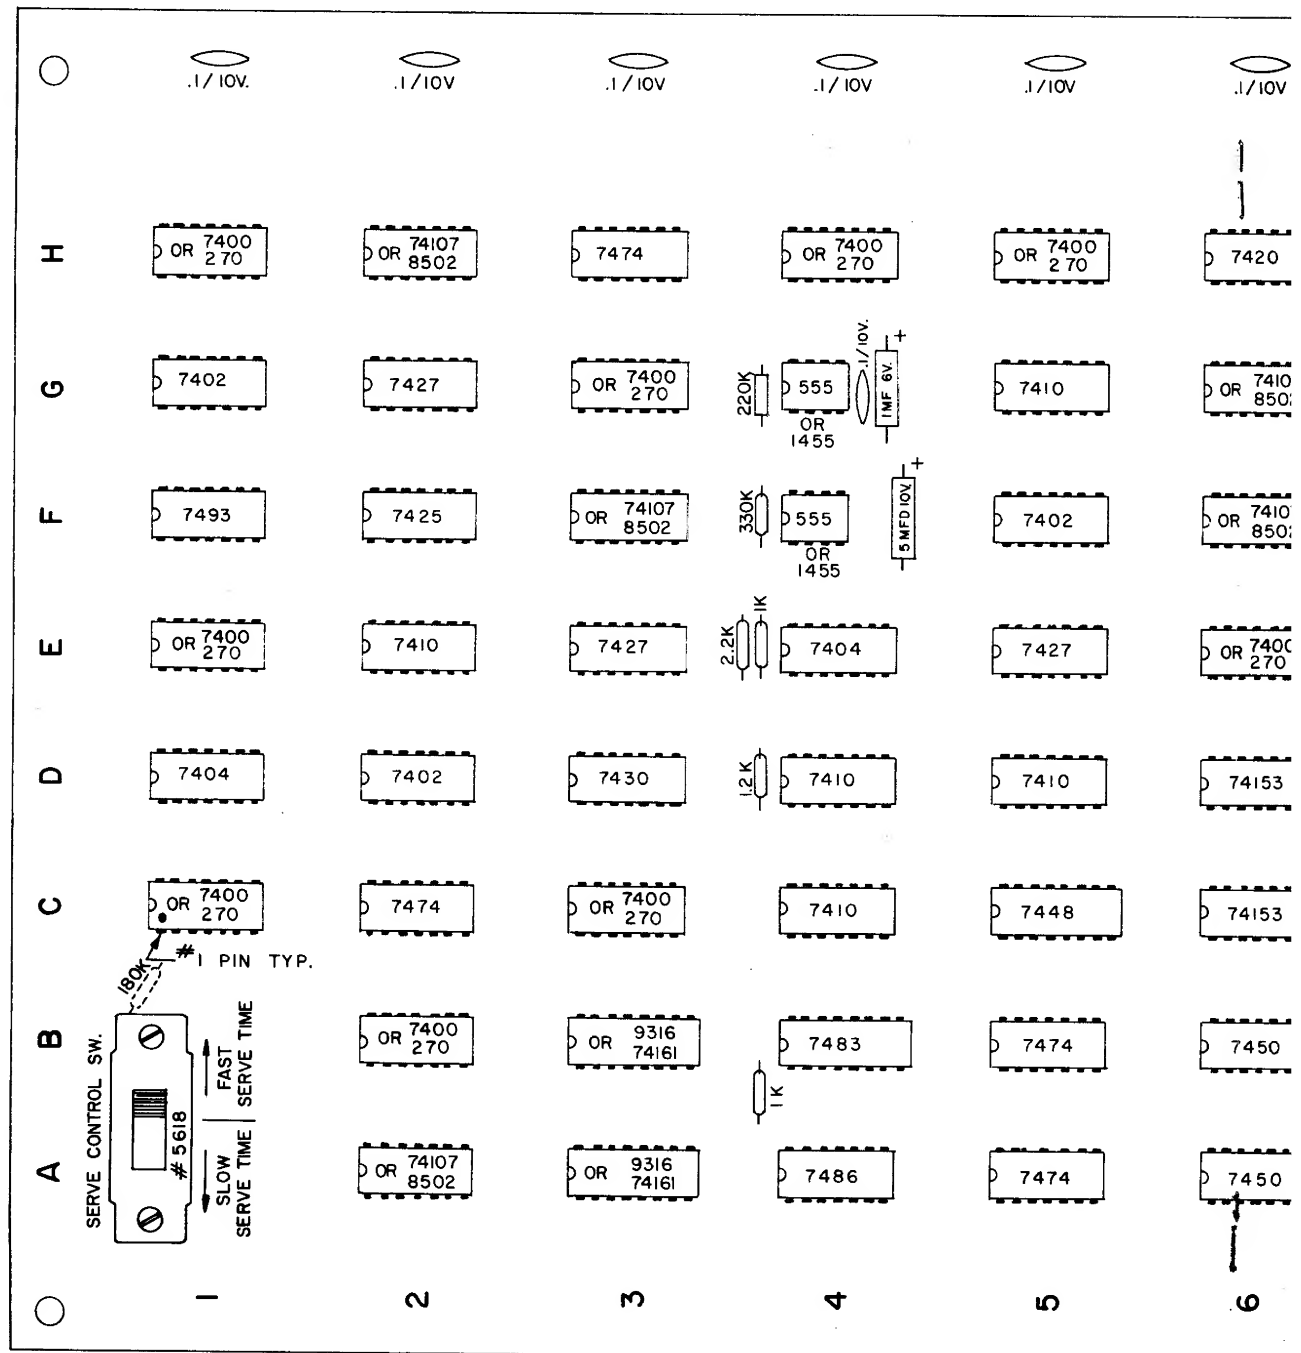 .1/10V. .1/10V .1/10V .1/10V .1/10V .1/10V
H
OR 7400 270
OR 74107 8502
7474
OR 7400 270
OR 7400 270
7420
G
7402
7427
OR 7400 270
220K
555
OR 1455
.1/10V.
1MF 6V.
+
7410
OR
F
7493
7425
OR 74107 8502
330K
555
OR 1455
5 MFD 10V.
+
7402
OR
E
OR 7400 270
7410
7427
2.2K
1K
7404
7427
OR 7400 270
D
7404
7402
7430
1.2K
7410
7410
74153
C
OR 7400 270
7474
OR 7400 270
7410
7448
74153
#1 PIN TYP.
180K
B
OR 7400 270
OR 9316 74161
7483
7474
7450
1K
SERVE CONTROL SW.
#5618
FAST SERVE TIME
SLOW SERVE TIME
A
OR 74107 8502
OR 9316 74161
7486
7474
7450
1 2 3 4 5 6